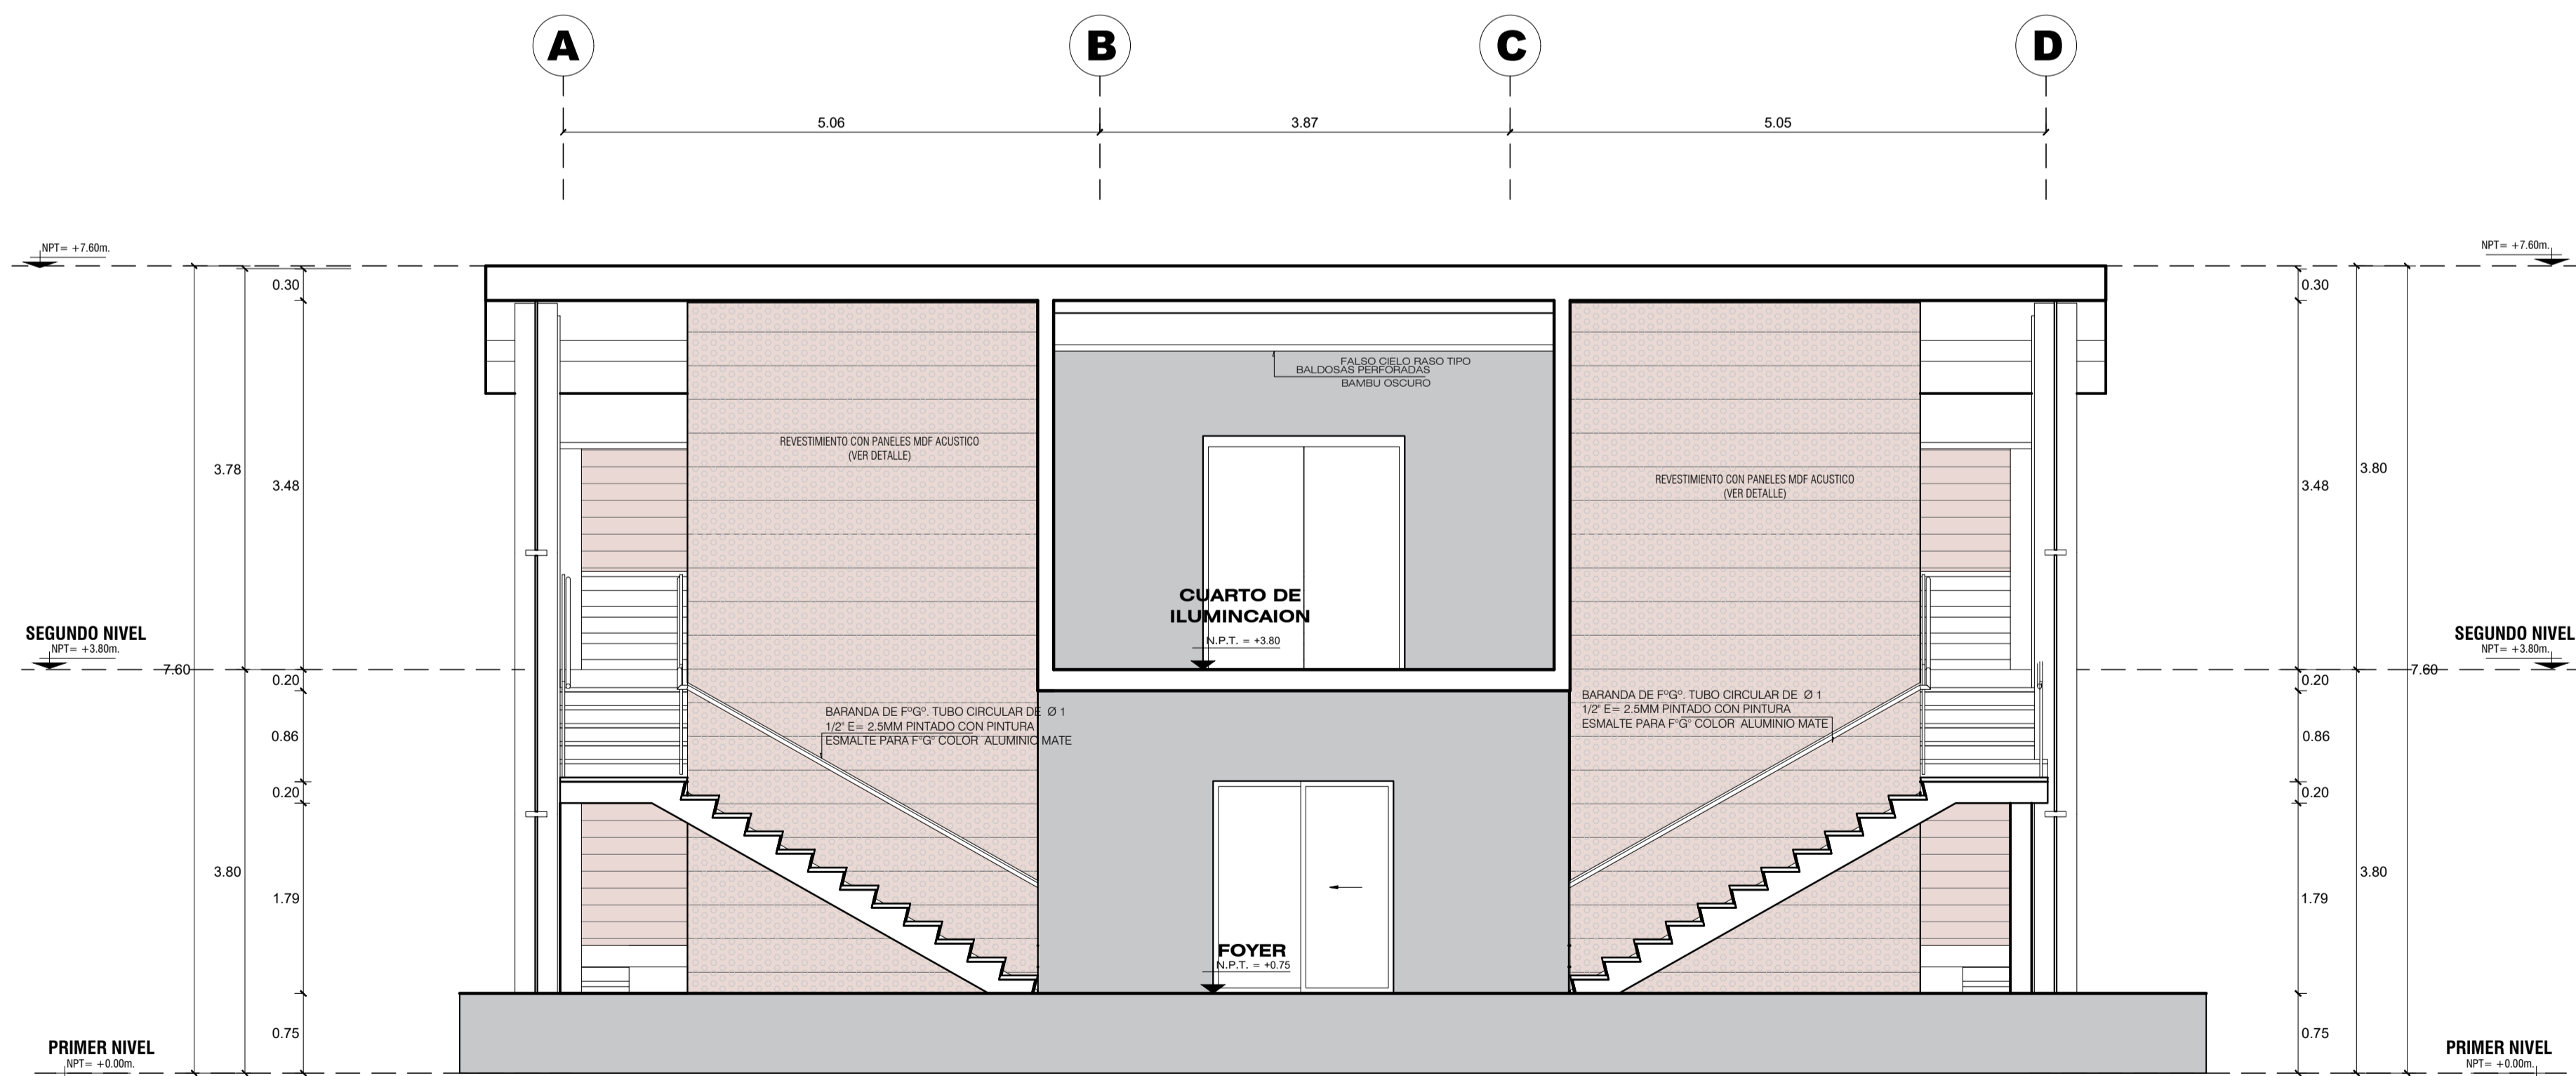 A
B
C
D
5.06
3.87
5.05
NPT= +7.60m.
NPT= +7.60m.
0.30
0.30
FALSO CIELO RASO TIPO
BALDOSAS PERFORADAS
BAMBU OSCURO
REVESTIMIENTO CON PANELES MDF ACUSTICO
(VER DETALLE)
REVESTIMIENTO CON PANELES MDF ACUSTICO
(VER DETALLE)
3.78
3.48
3.48
3.80
CUARTO DE
ILUMINCAION
N.P.T. = +3.80
SEGUNDO NIVEL
NPT= +3.80m.
SEGUNDO NIVEL
NPT= +3.80m.
7.60
7.60
0.20
0.20
BARANDA DE FºGº. TUBO CIRCULAR DE Ø 1
1/2" E= 2.5MM PINTADO CON PINTURA
ESMALTE PARA F°G° COLOR ALUMINIO MATE
BARANDA DE FºGº. TUBO CIRCULAR DE Ø 1
1/2" E= 2.5MM PINTADO CON PINTURA
ESMALTE PARA F°G° COLOR ALUMINIO MATE
0.86
0.86
0.20
0.20
3.80
3.80
1.79
1.79
FOYER
N.P.T. = +0.75
0.75
0.75
PRIMER NIVEL
NPT= +0.00m.
PRIMER NIVEL
NPT= +0.00m.